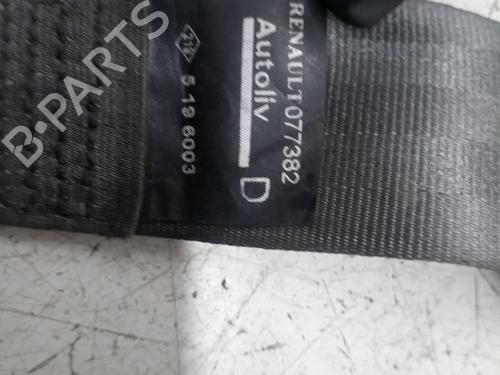 RENAULT 077382
Autoliv
D
5 19 6003
B-PARTS